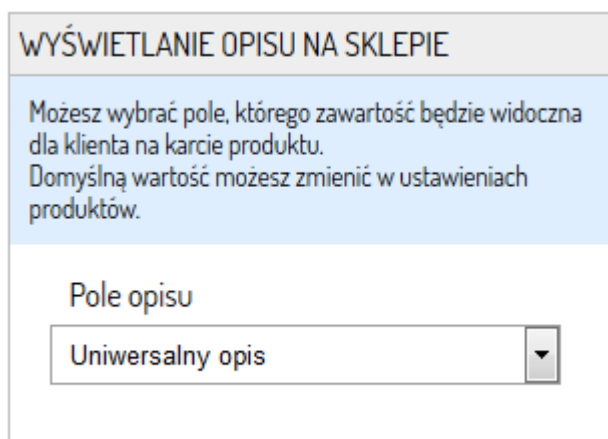 WYŚWIETLANIE OPISU NA SKLEPIE
Możesz wybrać pole, którego zawartość będzie widoczna
dla klienta na karcie produktu.
Domyślną wartość możesz zmienić w ustawieniach
produktów.
Pole opisu
Uniwersalny opis